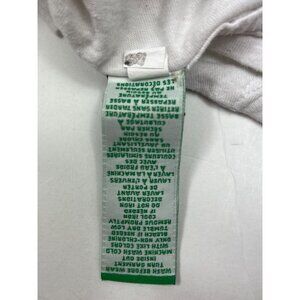 WASH BEFORE WEAR
TURN GARMENT
INSIDE OUT
MACHINE WASH COLD
WITH LIKE COLORS
ONLY NON-CHLORINE
BLEACH IF NEEDED
TUMBLE DRY LOW
REMOVE PROMPTLY
COOL IRON
IF NEEDED
DO NOT IRON
DECORATIONS
LAVER AVANT
DE PORTER
LAVER À L'ENVERS
LAVER À LA MACHINE
À L'EAU FROIDE
AVEC DES
COULEURS SIMILAIRES
UTILISER SEULEMENT
UN JAVELLISANT
SANS CHLORE
AU BESOIN
SÉCHER PAR
CULBUTAGE À
BASSE TEMPÉRATURE
RETIRER SANS TARDER
REPASSER À BASSE
TEMPÉRATURE
AU BESOIN
NE PAS REPASSER
LES DÉCORATIONS